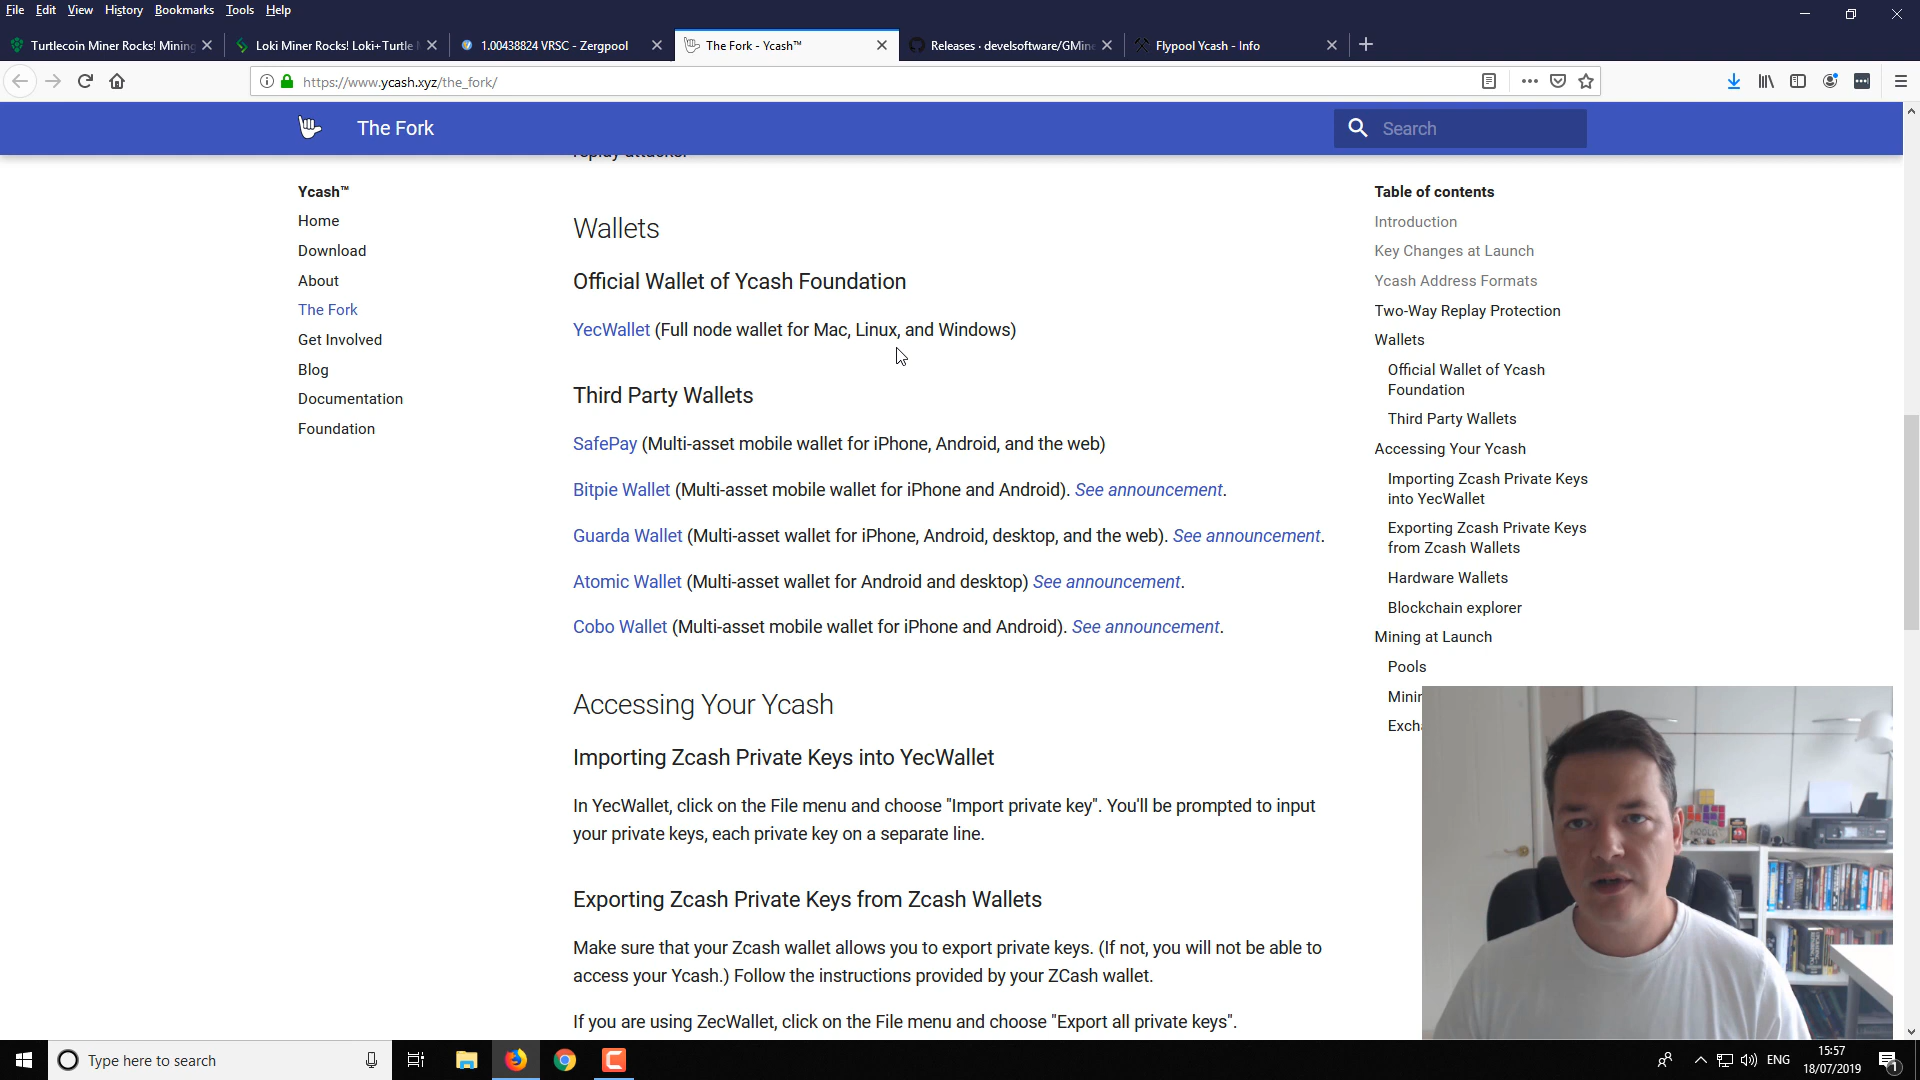 File Edit View History Bookmarks Tools Help
Turtlecoin Miner Rocks! Mining
Loki Miner Rocks! Loki+Turtle
1.00438824 VRSC - Zergpool
The Fork - Ycash™
Releases · develsoftware/GMine
Flypool Ycash - Info
https://www.ycash.xyz/the_fork/
The Fork
Search
replay attacks.
Ycash™
Home
Download
About
The Fork
Get Involved
Blog
Documentation
Foundation
Wallets
Official Wallet of Ycash Foundation
YecWallet (Full node wallet for Mac, Linux, and Windows)
Third Party Wallets
SafePay (Multi-asset mobile wallet for iPhone, Android, and the web)
Bitpie Wallet (Multi-asset mobile wallet for iPhone and Android). See announcement.
Guarda Wallet (Multi-asset wallet for iPhone, Android, desktop, and the web). See announcement.
Atomic Wallet (Multi-asset wallet for Android and desktop) See announcement.
Cobo Wallet (Multi-asset mobile wallet for iPhone and Android). See announcement.
Accessing Your Ycash
Importing Zcash Private Keys into YecWallet
In YecWallet, click on the File menu and choose "Import private key". You'll be prompted to input
your private keys, each private key on a separate line.
Exporting Zcash Private Keys from Zcash Wallets
Make sure that your Zcash wallet allows you to export private keys. (If not, you will not be able to
access your Ycash.) Follow the instructions provided by your ZCash wallet.
If you are using ZecWallet, click on the File menu and choose "Export all private keys".
Table of contents
Introduction
Key Changes at Launch
Ycash Address Formats
Two-Way Replay Protection
Wallets
Official Wallet of Ycash
Foundation
Third Party Wallets
Accessing Your Ycash
Importing Zcash Private Keys
into YecWallet
Exporting Zcash Private Keys
from Zcash Wallets
Hardware Wallets
Blockchain explorer
Mining at Launch
Pools
Minin
Excha
Type here to search
ENG
15:57
18/07/2019
1